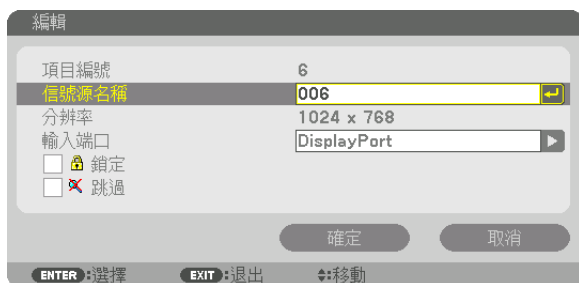 編輯
項目編號 6
信號源名稱 006
分辨率 1024 x 768
輸入端口 DisplayPort
鎖定
跳過
確定 取消
ENTER:選擇 EXIT:退出 :移動